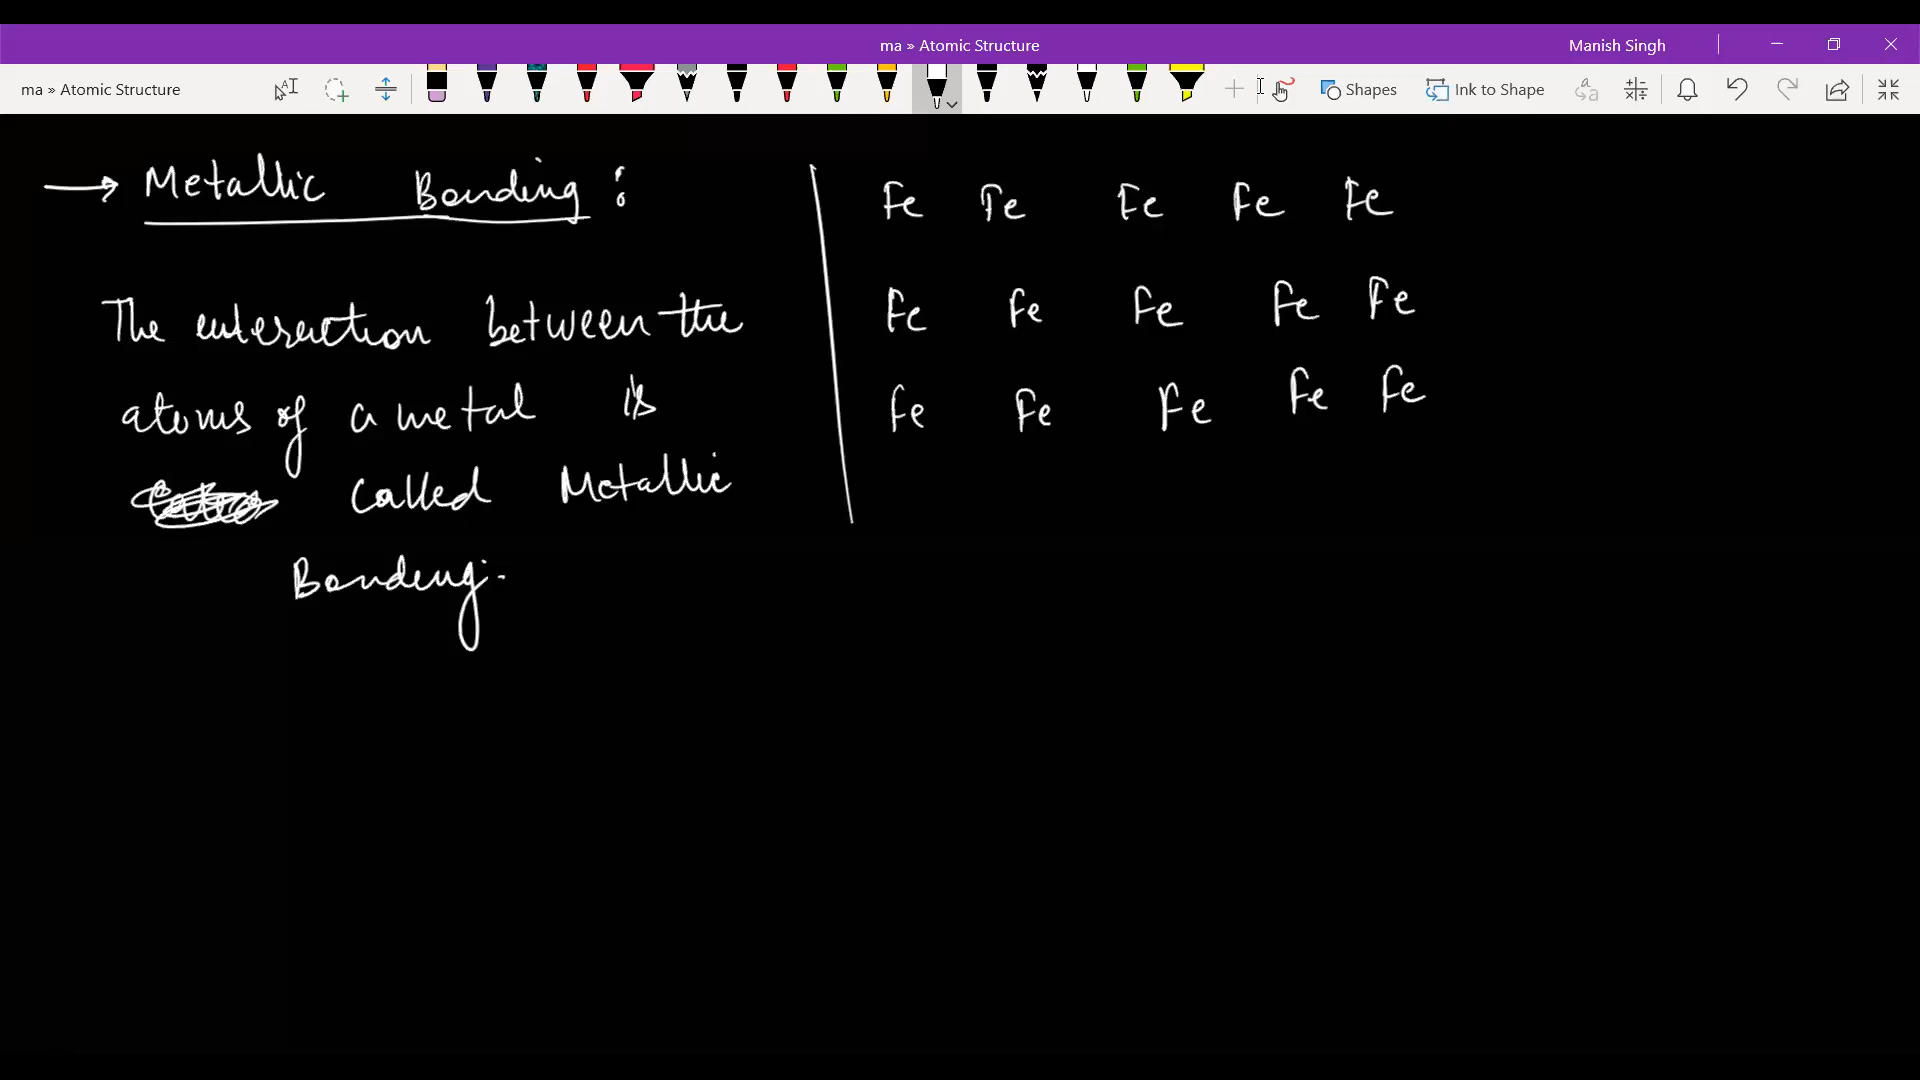 ma » Atomic Structure
Manish Singh
ma » Atomic Structure
Shapes
Ink to Shape
→ Metallic Bonding :
The interaction between the
atoms of a metal is
called Metallic
Bonding.
Fe Fe Fe Fe Fe
Fe Fe Fe Fe Fe
Fe Fe Fe Fe Fe